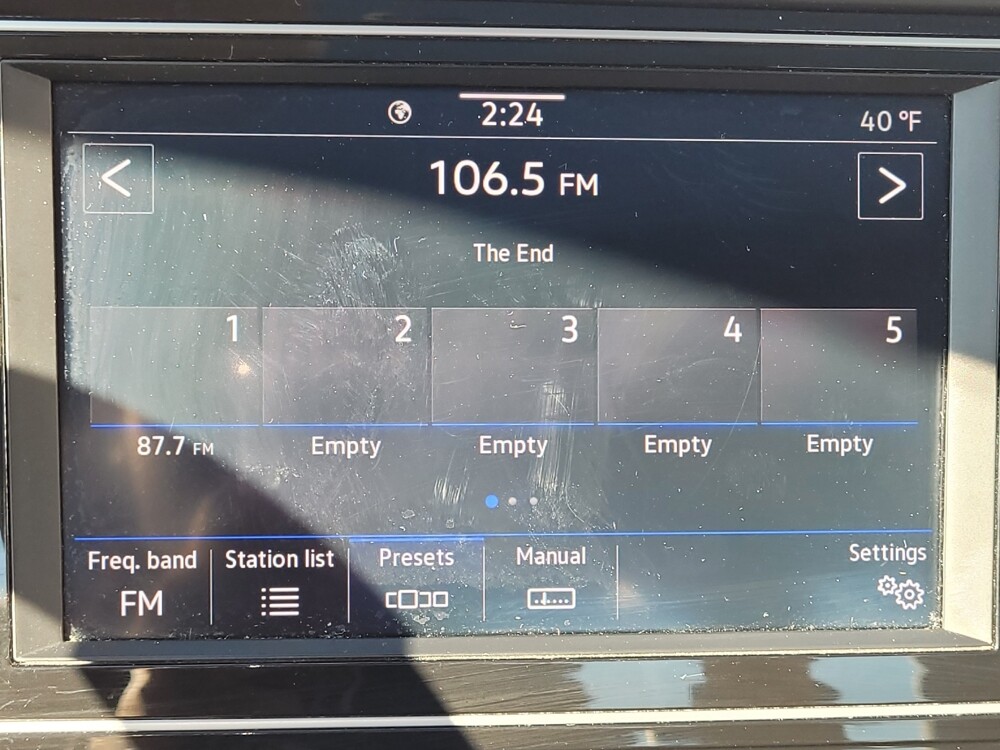 2:24
40 °F
<
106.5 FM
>
The End
1 2 3 4 5
87.7 FM Empty Empty Empty Empty
Freq. band Station list Presets Manual Settings
FM